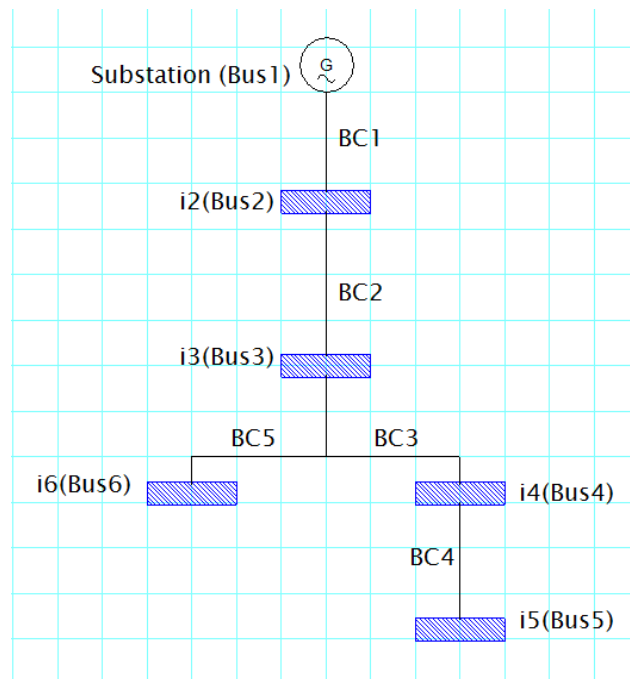 G
Substation (Bus1)
BC1
i2(Bus2)
BC2
i3(Bus3)
BC5
BC3
i6(Bus6)
i4(Bus4)
BC4
i5(Bus5)